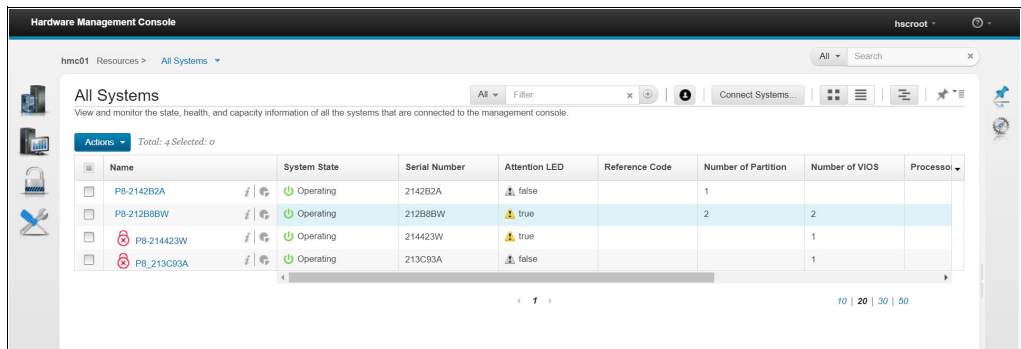 Hardware Management Console hscroot
hmc01 Resources > All Systems All Search
All Systems All Filter Connect Systems...
View and monitor the state, health, and capacity information of all the systems that are connected to the management console.
Actions Total: 4 Selected: 0
Name System State Serial Number Attention LED Reference Code Number of Partition Number of VIOS Processor
P8-2142B2A Operating 2142B2A false 1
P8-212B8BW Operating 212B8BW true 2 2
P8-214423W Operating 214423W true 1
P8_213C93A Operating 213C93A false 1
1 10 | 20 | 30 | 50